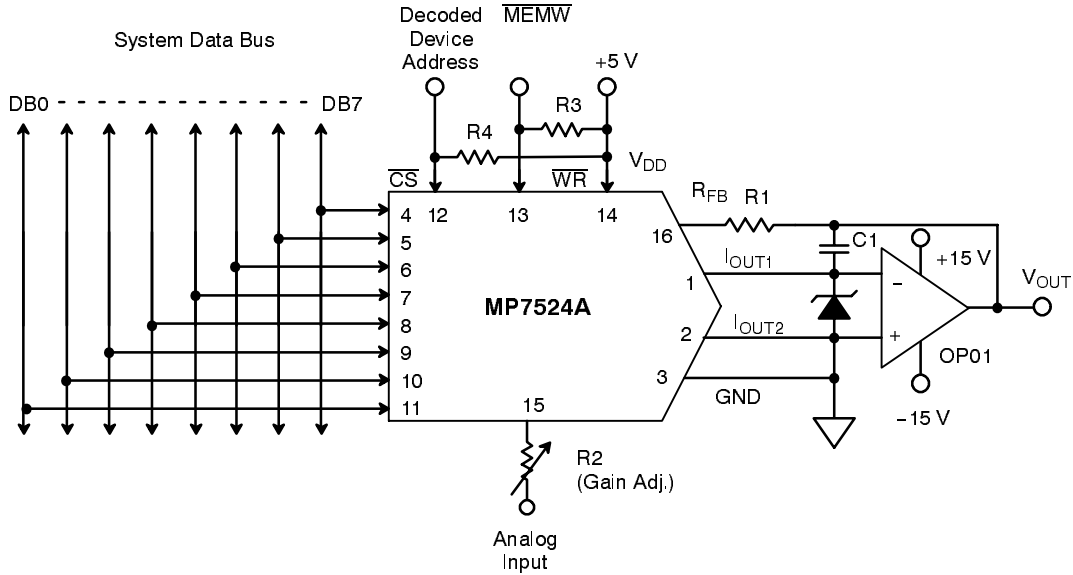 Decoded
Device
Address
MEMW
System Data Bus
+5 V
DB0
DB7
R3
R4
VDD
CS
WR
4
12
13
14
RFB
R1
5
16
C1
6
IOUT1
+15 V
7
1
MP7524A
VOUT
8
IOUT2
−
2
+
9
OP01
10
3
GND
11
15
−15 V
R2
(Gain Adj.)
Analog
Input